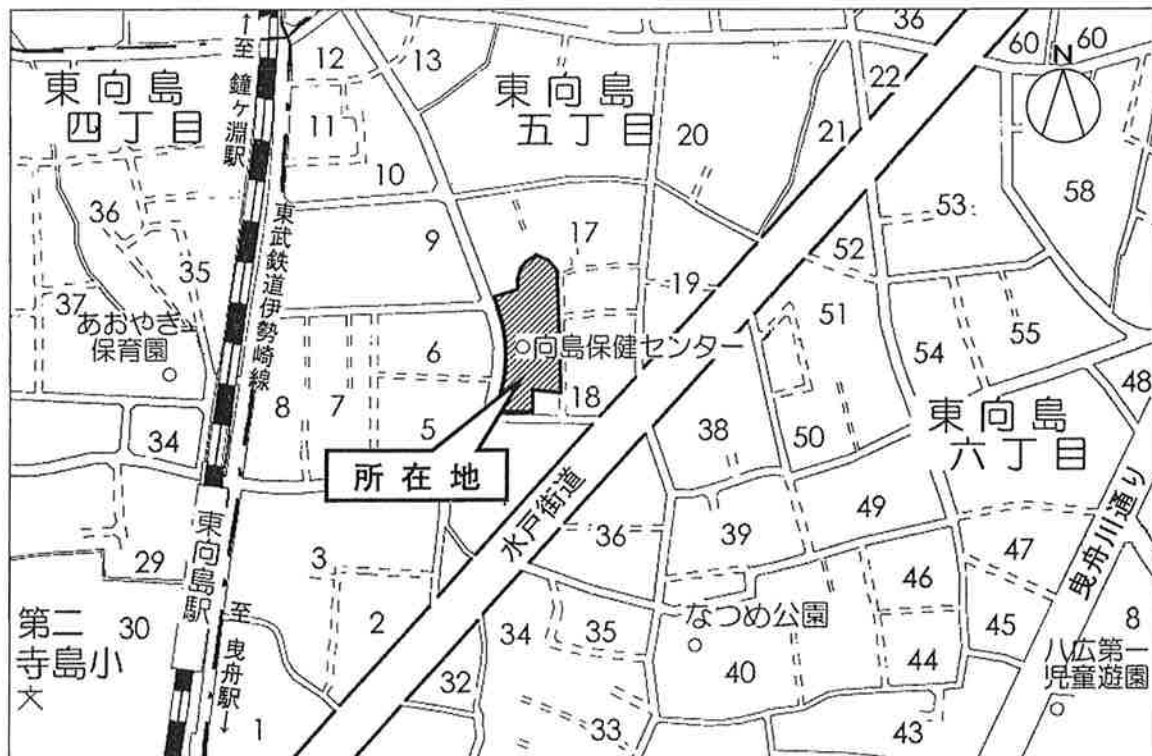 東向島
四丁目
←至 鐘ヶ淵駅
東武鉄道伊勢崎線
12
13
11
10
9
36
35
37
あおやぎ
保育園
34
8
7
6
5
東向島
五丁目
20
21
22
36
60
60
N
17
19
18
向島保健センター
所在地
水戸街道
52
53
58
51
55
54
50
38
48
東向島
六丁目
29
30
第二
寺島小
文
東向島駅
至 曳舟駅→
3
2
1
32
34
35
33
36
39
49
47
46
45
44
43
40
なつめ公園
曳舟川通り
8
八広第一
児童遊園